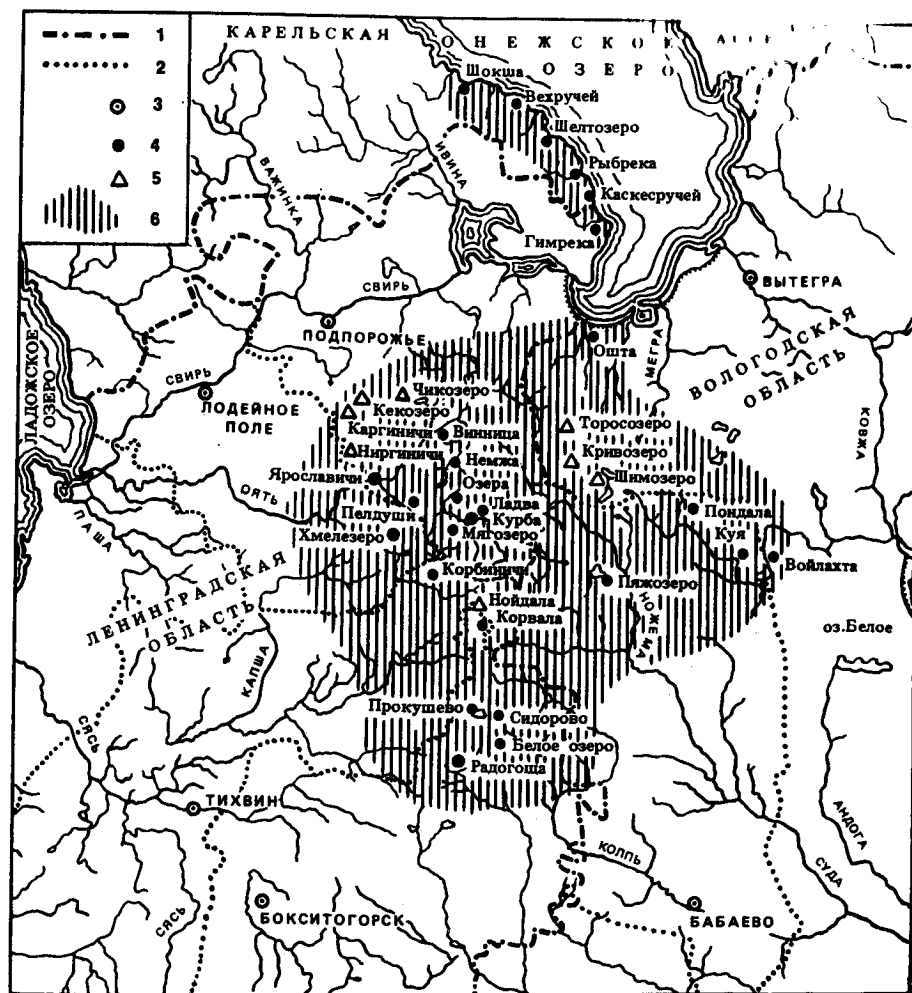 1
2
3
4
5
6
КАРЕЛЬСКАЯ
ОНЕЖСКОЕ
ОЗЕРО
Шокша
Вехручей
Шелтозеро
Рыбрека
Каскесручей
Гимрека
ВАЖИНКА
ИВИНА
СВИРЬ
ПОДПОРОЖЬЕ
ВЫТЕГРА
Ошта
МЕГРА
ВОЛОГОДСКАЯ
ОБЛАСТЬ
КОВЖА
ЛАДОЖСКОЕ
ОЗЕРО
СВИРЬ
ЛОДЕЙНОЕ
ПОЛЕ
Чикозеро
Кекозеро
Каргиничи
Винница
Ниргиничи
Немжа
Торосозеро
Кривозеро
Шимозеро
Ярославичи
Озера
ОЯТЬ
Пелдуши
Ладва
Курба
Мягозеро
Хмелезеро
Пондала
Куя
Войлахта
ПАША
Корбиничи
Пяжозеро
Нойдала
Корвала
НОЖЕМА
оз.Белое
ЛЕНИНГРАДСКАЯ
ОБЛАСТЬ
КАПША
СЯСЬ
Прокушево
Сидорово
Белое озеро
Радогоща
ТИХВИН
КОЛПЬ
СУДА
АНДОГА
СЯСЬ
БОКСИТОГОРСК
БАБАЕВО